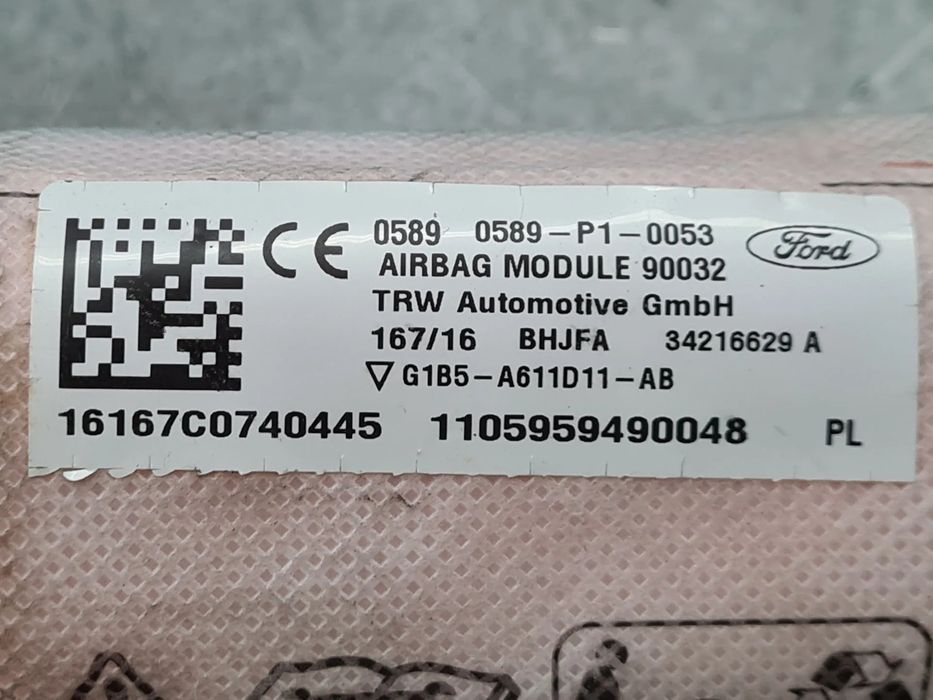 CE 0589 0589-P1-0053 Ford
AIRBAG MODULE 90032
TRW Automotive GmbH
167/16 BHJFA 34216629 A
▽ G1B5-A611D11-AB
16167C0740445 1105959490048 PL